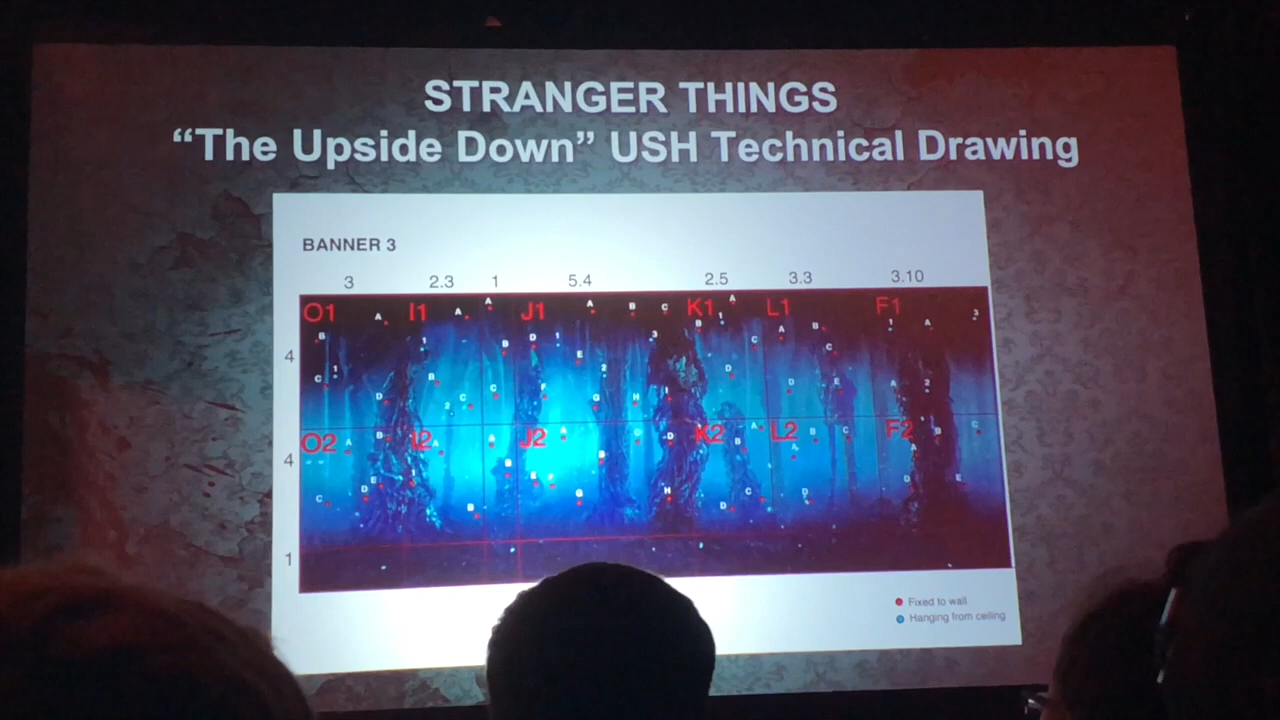 STRANGER THINGS
“The Upside Down” USH Technical Drawing
BANNER 3
3 2.3 1 5.4 2.5 3.3 3.10
O1 I1 J1 K1 L1 F1
4
O2 I2 J2 K2 L2 F2
4
1
Fixed to wall
Hanging from ceiling